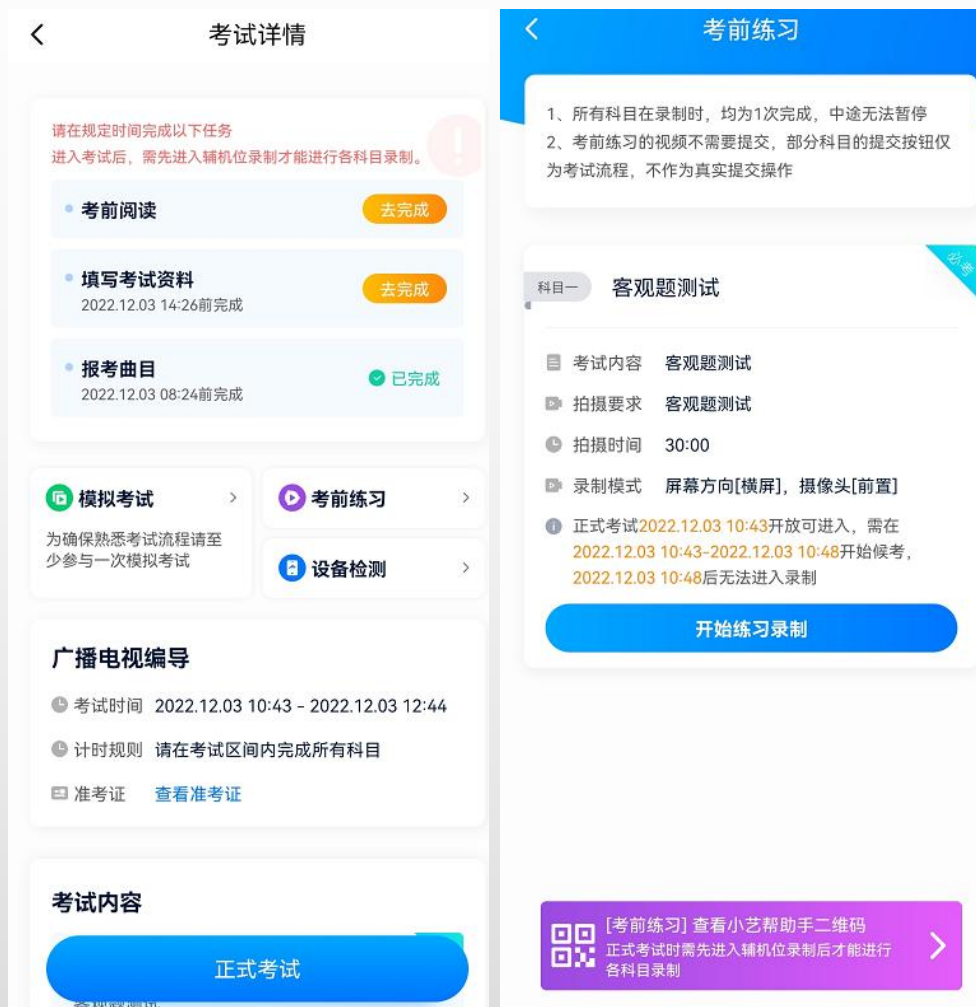 考试详情
请在规定时间完成以下任务
进入考试后，需先进入辅机位录制才能进行各科目录制。
考前阅读
去完成
填写考试资料
2022.12.03 14:26前完成
去完成
报考曲目
2022.12.03 08:24前完成
已完成
模拟考试
为确保熟悉考试流程请至
少参与一次模拟考试
考前练习
设备检测
广播电视编导
考试时间 2022.12.03 10:43 - 2022.12.03 12:44
计时规则 请在考试区间内完成所有科目
准考证 查看准考证
考试内容
正式考试
考前练习
1、所有科目在录制时，均为1次完成，中途无法暂停
2、考前练习的视频不需要提交，部分科目的提交按钮仅
为考试流程，不作为真实提交操作
必考
科目一 客观题测试
考试内容 客观题测试
拍摄要求 客观题测试
拍摄时间 30:00
录制模式 屏幕方向[横屏]，摄像头[前置]
正式考试2022.12.03 10:43开放可进入，需在
2022.12.03 10:43-2022.12.03 10:48开始候考，
2022.12.03 10:48后无法进入录制
开始练习录制
[考前练习] 查看小艺帮助手二维码
正式考试时需先进入辅机位录制后才能进行
各科目录制